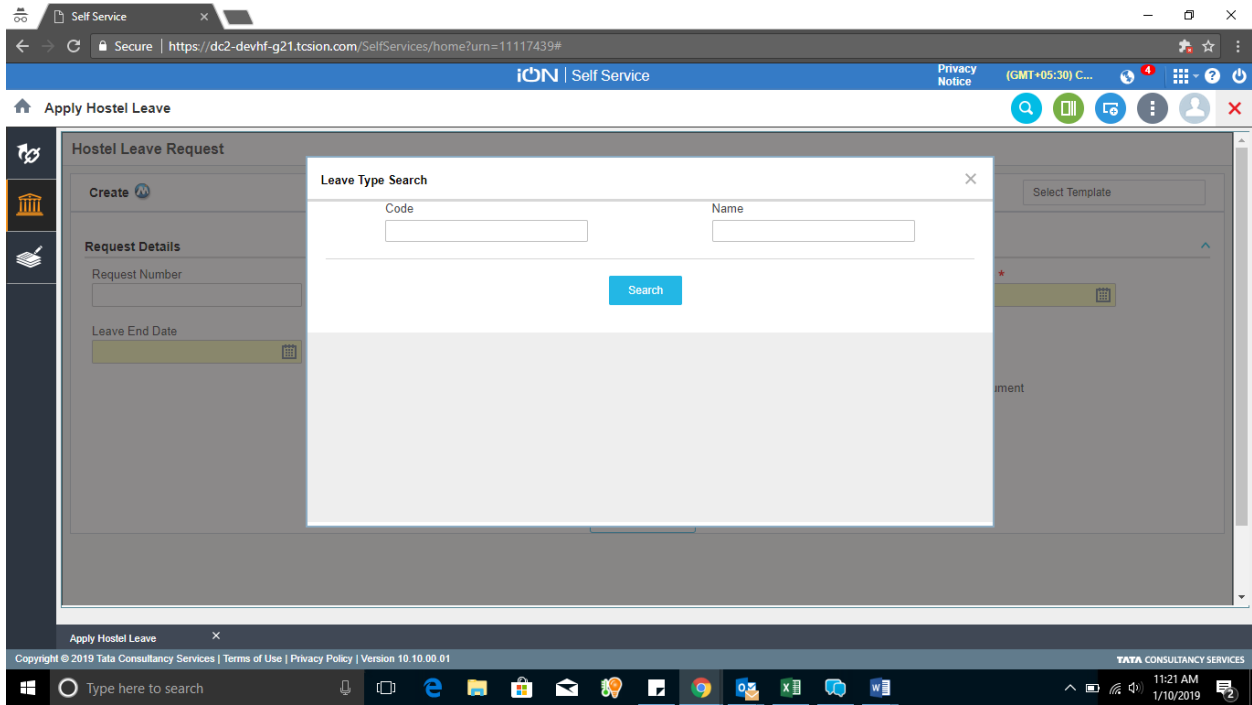 Self Service
Secure | https://dc2-devhf-g21.tcsion.com/SelfServices/home?urn=11117439#
iON | Self Service
Privacy Notice
(GMT+05:30) C...
4
Apply Hostel Leave
Hostel Leave Request
Create
Select Template
Leave Type Search
Code
Name
Search
Request Details
Request Number
*
Leave End Date
ument
Apply Hostel Leave
Copyright © 2019 Tata Consultancy Services | Terms of Use | Privacy Policy | Version 10.10.00.01
TATA CONSULTANCY SERVICES
Type here to search
11:21 AM
1/10/2019
2